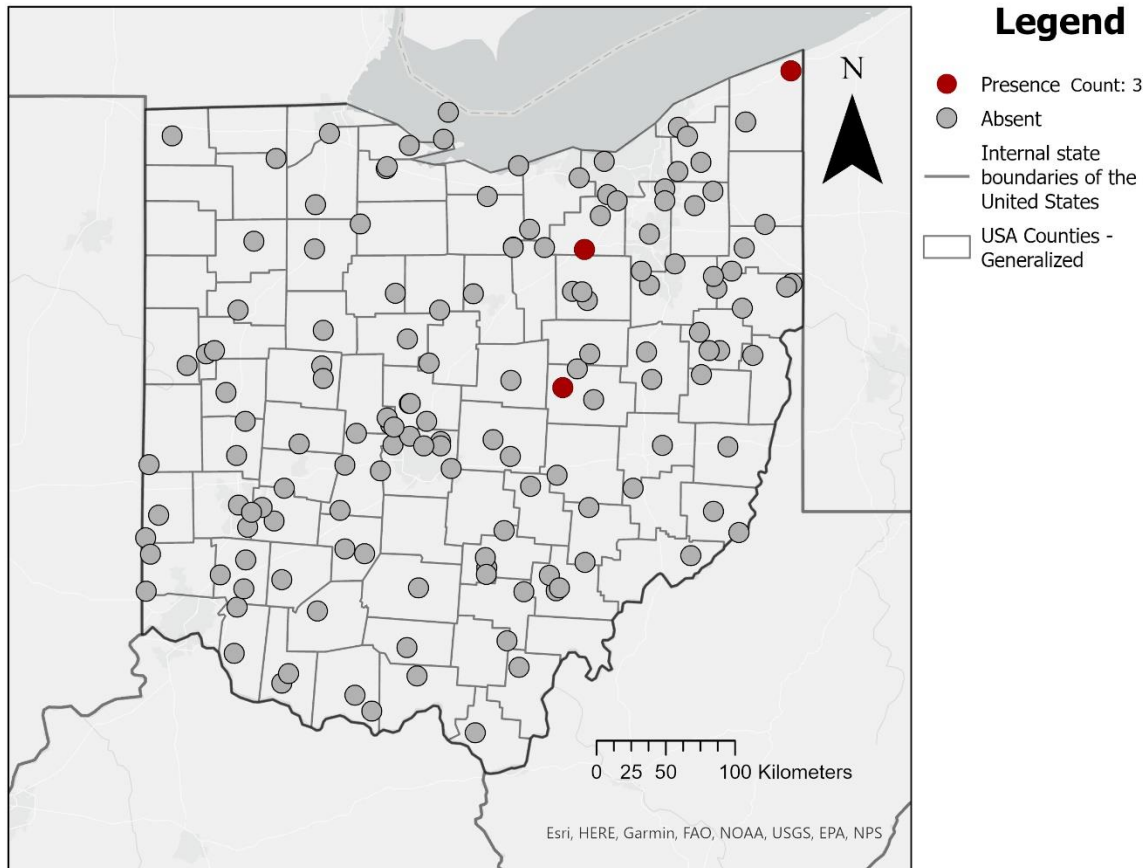 Legend
N
Presence Count: 3
Absent
Internal state
boundaries of the
United States
USA Counties -
Generalized
0 25 50 100 Kilometers
Esri, HERE, Garmin, FAO, NOAA, USGS, EPA, NPS